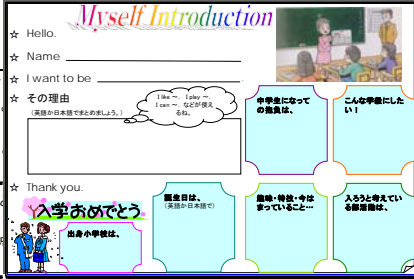 Myself Introduction
☆ Hello.
☆ Name
☆ I want to be .
☆ その理由
(英語か日本語でまとめましょう。)
I like ～. I play ～.
I can ～. などが使え
るね。
中学生になって
の抱負は、
こんな学級にした
い！
☆ Thank you.
入学おめでとう
出身小学校は、
誕生日は、
(英語か日本語で)
趣味・特技・今は
まっていること…
入ろうと考えてい
る部活動は、